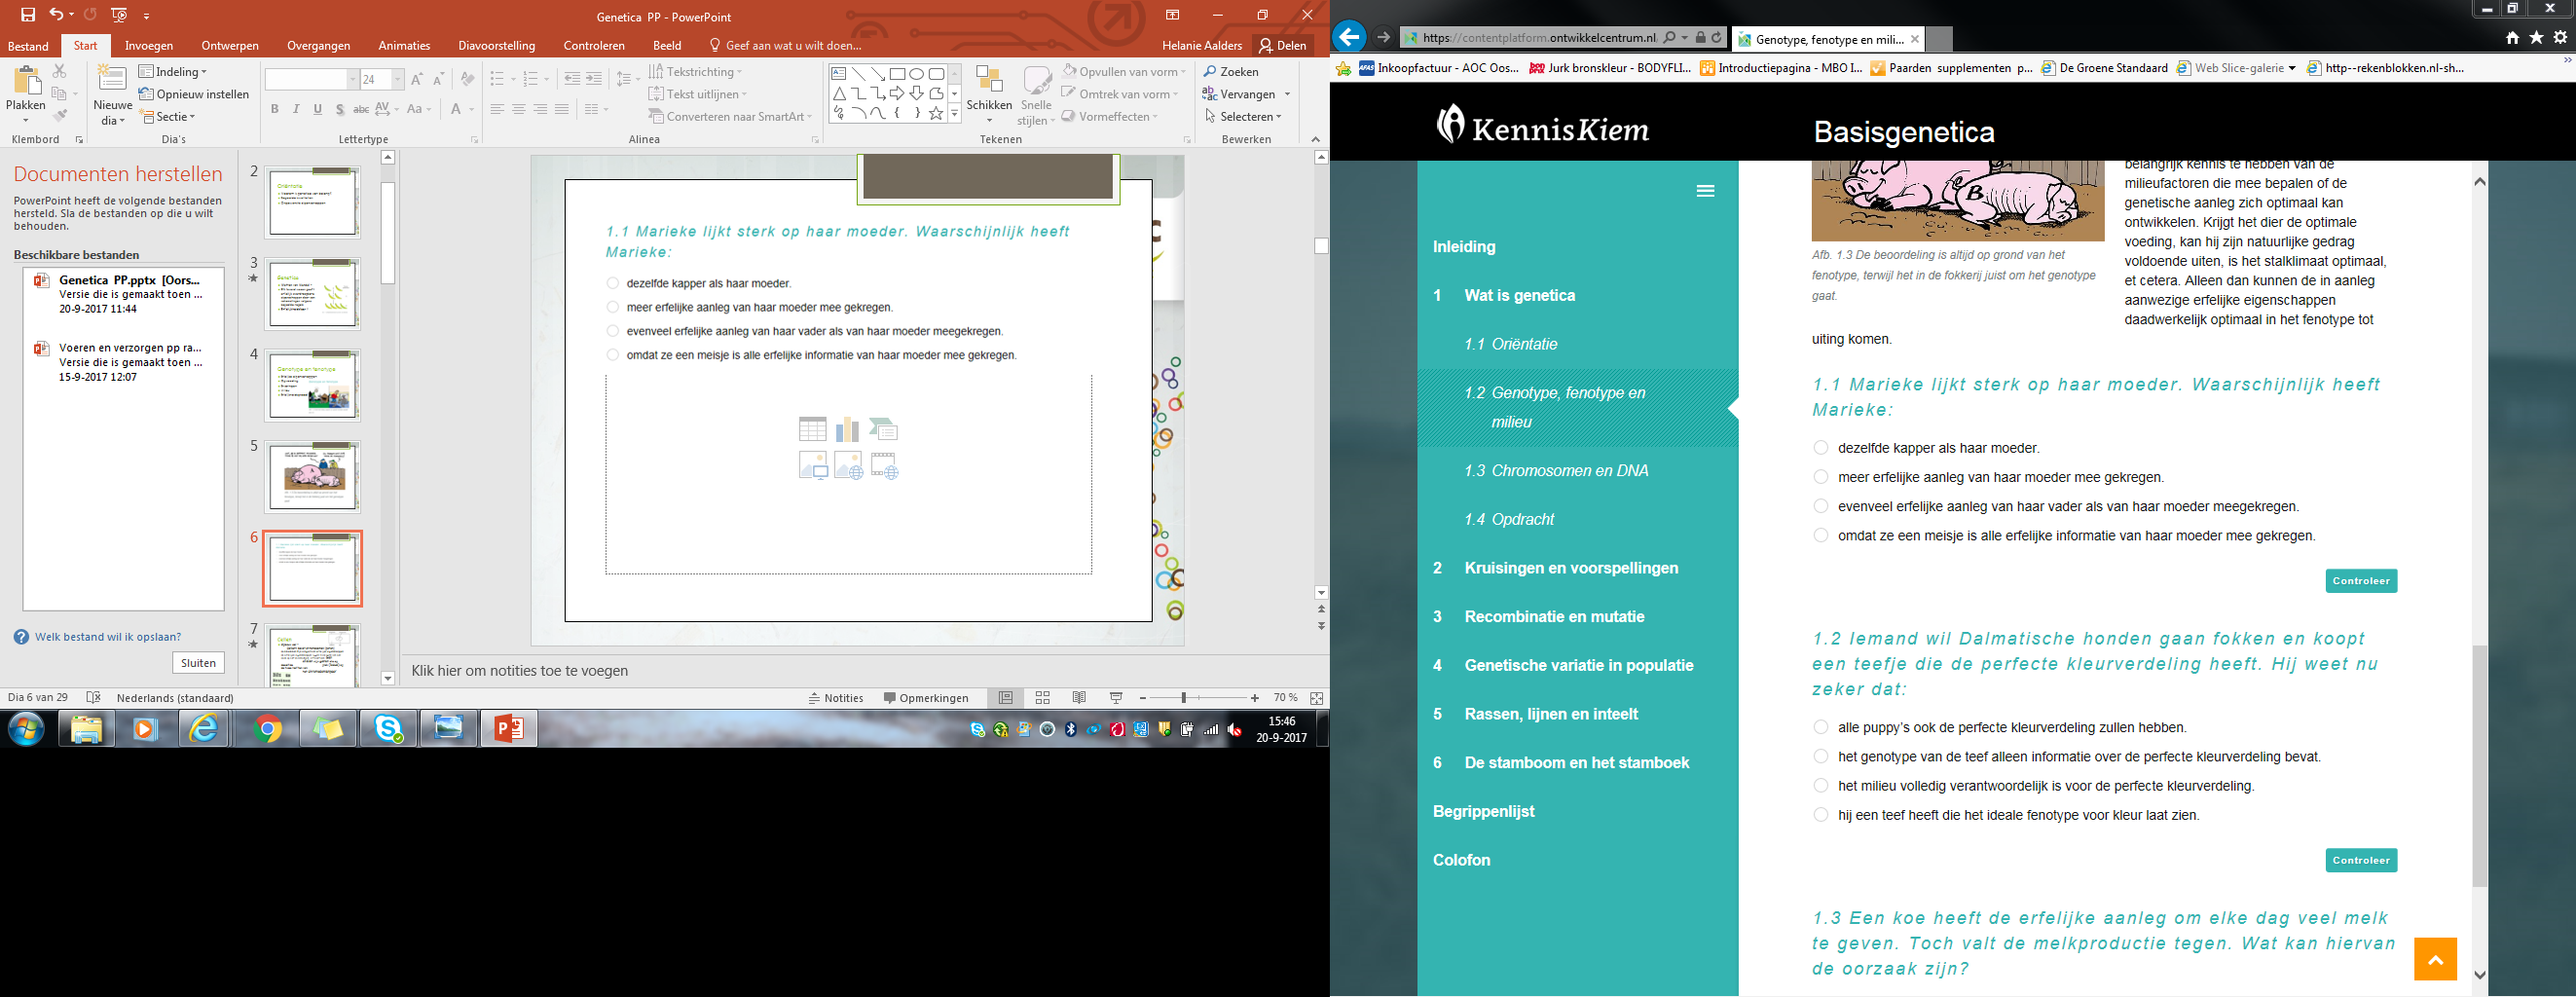 Genetica PP - PowerPoint
Bestand Start Invoegen Ontwerpen Overgangen Animaties Diavoorstelling Controleren Beeld Geef aan wat u wilt doen... Helanie Aalders Delen
Plakken
Klembord
Nieuwe dia
Indeling
Opnieuw instellen
Sectie
Dia's
24
B I U S abc AV Aa A
Lettertype
Tekstrichting
Tekst uitlijnen
Converteren naar SmartArt
Alinea
Schikken
Snelle stijlen
Opvullen van vorm
Omtrek van vorm
Vormeffecten
Tekenen
Zoeken
Vervangen
Selecteren
Bewerken
Documenten herstellen
PowerPoint heeft de volgende bestanden
hersteld. Sla de bestanden op die u wilt
behouden.
Beschikbare bestanden
Genetica PP.pptx [Oors...
Versie die is gemaakt toen ...
20-9-2017 11:44
Voeren en verzorgen pp ra...
Versie die is gemaakt toen ...
15-9-2017 12:07
Welk bestand wil ik opslaan?
Sluiten
2
3
4
Genotype en fenotype
5
6
7
1.1 Marieke lijkt sterk op haar moeder. Waarschijnlijk heeft
Marieke:
dezelfde kapper als haar moeder.
meer erfelijke aanleg van haar moeder mee gekregen.
evenveel erfelijke aanleg van haar vader als van haar moeder meegekregen.
omdat ze een meisje is alle erfelijke informatie van haar moeder mee gekregen.
Klik hier om notities toe te voegen
Dia 6 van 29 Nederlands (standaard) Notities Opmerkingen 70 %
15:46
20-9-2017
https://contentplatform.ontwikkelcentrum.nl
Genotype, fenotype en mili...
Inkoopfactuur - AOC Oos... Jurk bronskleur - BODYFLI... Introductiepagina - MBO I... Paarden supplementen p... De Groene Standaard Web Slice-galerie http--rekenblokken.nl-sh...
KennisKiem
Basisgenetica
Inleiding
1 Wat is genetica
1.1 Oriëntatie
1.2 Genotype, fenotype en
milieu
1.3 Chromosomen en DNA
1.4 Opdracht
2 Kruisingen en voorspellingen
3 Recombinatie en mutatie
4 Genetische variatie in populatie
5 Rassen, lijnen en inteelt
6 De stamboom en het stamboek
Begrippenlijst
Colofon
B
Afb. 1.3 De beoordeling is altijd op grond van het
fenotype, terwijl het in de fokkerij juist om het genotype
gaat.
belangrijk kennis te hebben van de
milieufactoren die mee bepalen of de
genetische aanleg zich optimaal kan
ontwikkelen. Krijgt het dier de optimale
voeding, kan hij zijn natuurlijke gedrag
voldoende uiten, is het stalklimaat optimaal,
et cetera. Alleen dan kunnen de in aanleg
aanwezige erfelijke eigenschappen
daadwerkelijk optimaal in het fenotype tot
uiting komen.
1.1 Marieke lijkt sterk op haar moeder. Waarschijnlijk heeft
Marieke:
dezelfde kapper als haar moeder.
meer erfelijke aanleg van haar moeder mee gekregen.
evenveel erfelijke aanleg van haar vader als van haar moeder meegekregen.
omdat ze een meisje is alle erfelijke informatie van haar moeder mee gekregen.
Controleer
1.2 Iemand wil Dalmatische honden gaan fokken en koopt
een teefje die de perfecte kleurverdeling heeft. Hij weet nu
zeker dat:
alle puppy's ook de perfecte kleurverdeling zullen hebben.
het genotype van de teef alleen informatie over de perfecte kleurverdeling bevat.
het milieu volledig verantwoordelijk is voor de perfecte kleurverdeling.
hij een teef heeft die het ideale fenotype voor kleur laat zien.
Controleer
1.3 Een koe heeft de erfelijke aanleg om elke dag veel melk
te geven. Toch valt de melkproductie tegen. Wat kan hiervan
de oorzaak zijn?